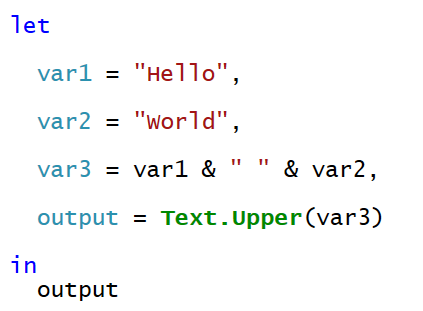 let
var1 = "Hello",
var2 = "World",
var3 = var1 & " " & var2,
output = Text.Upper(var3)
in
output